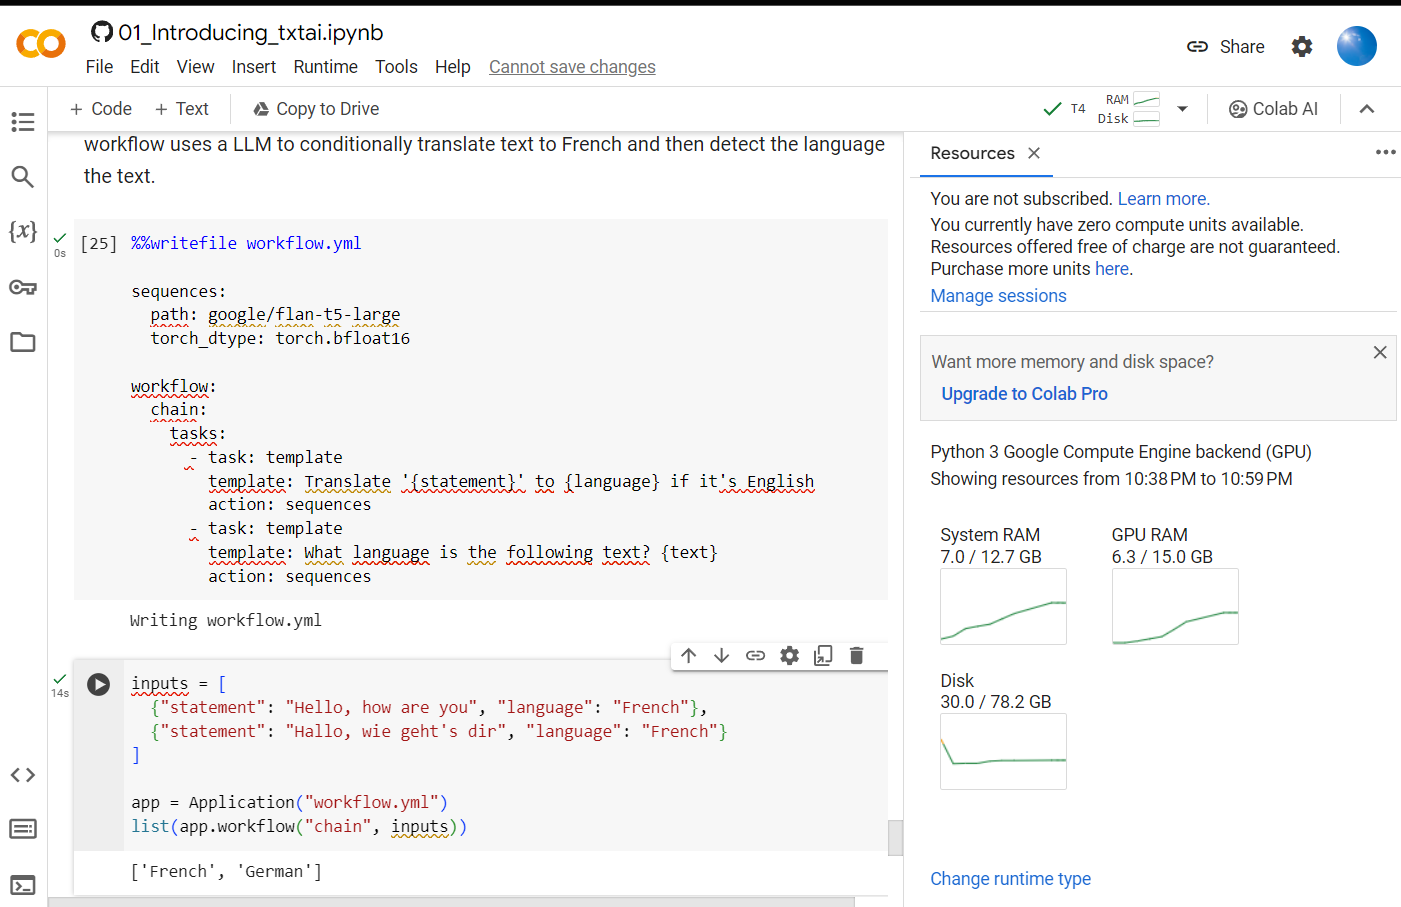 01_Introducing_txtai.ipynb
Share
File Edit View Insert Runtime Tools Help Cannot save changes
+ Code + Text Copy to Drive
T4 RAM Disk
Colab AI
workflow uses a LLM to conditionally translate text to French and then detect the language
the text.
[25] %%writefile workflow.yml
0s
sequences:
path: google/flan-t5-large
torch_dtype: torch.bfloat16
workflow:
chain:
tasks:
- task: template
template: Translate '{statement}' to {language} if it's English
action: sequences
- task: template
template: What language is the following text? {text}
action: sequences
Writing workflow.yml
14s
inputs = [
{"statement": "Hello, how are you", "language": "French"},
{"statement": "Hallo, wie geht's dir", "language": "French"}
]
app = Application("workflow.yml")
list(app.workflow("chain", inputs))
['French', 'German']
Resources
You are not subscribed. Learn more.
You currently have zero compute units available.
Resources offered free of charge are not guaranteed.
Purchase more units here.
Manage sessions
Want more memory and disk space?
Upgrade to Colab Pro
Python 3 Google Compute Engine backend (GPU)
Showing resources from 10:38 PM to 10:59 PM
System RAM
7.0 / 12.7 GB
GPU RAM
6.3 / 15.0 GB
Disk
30.0 / 78.2 GB
Change runtime type